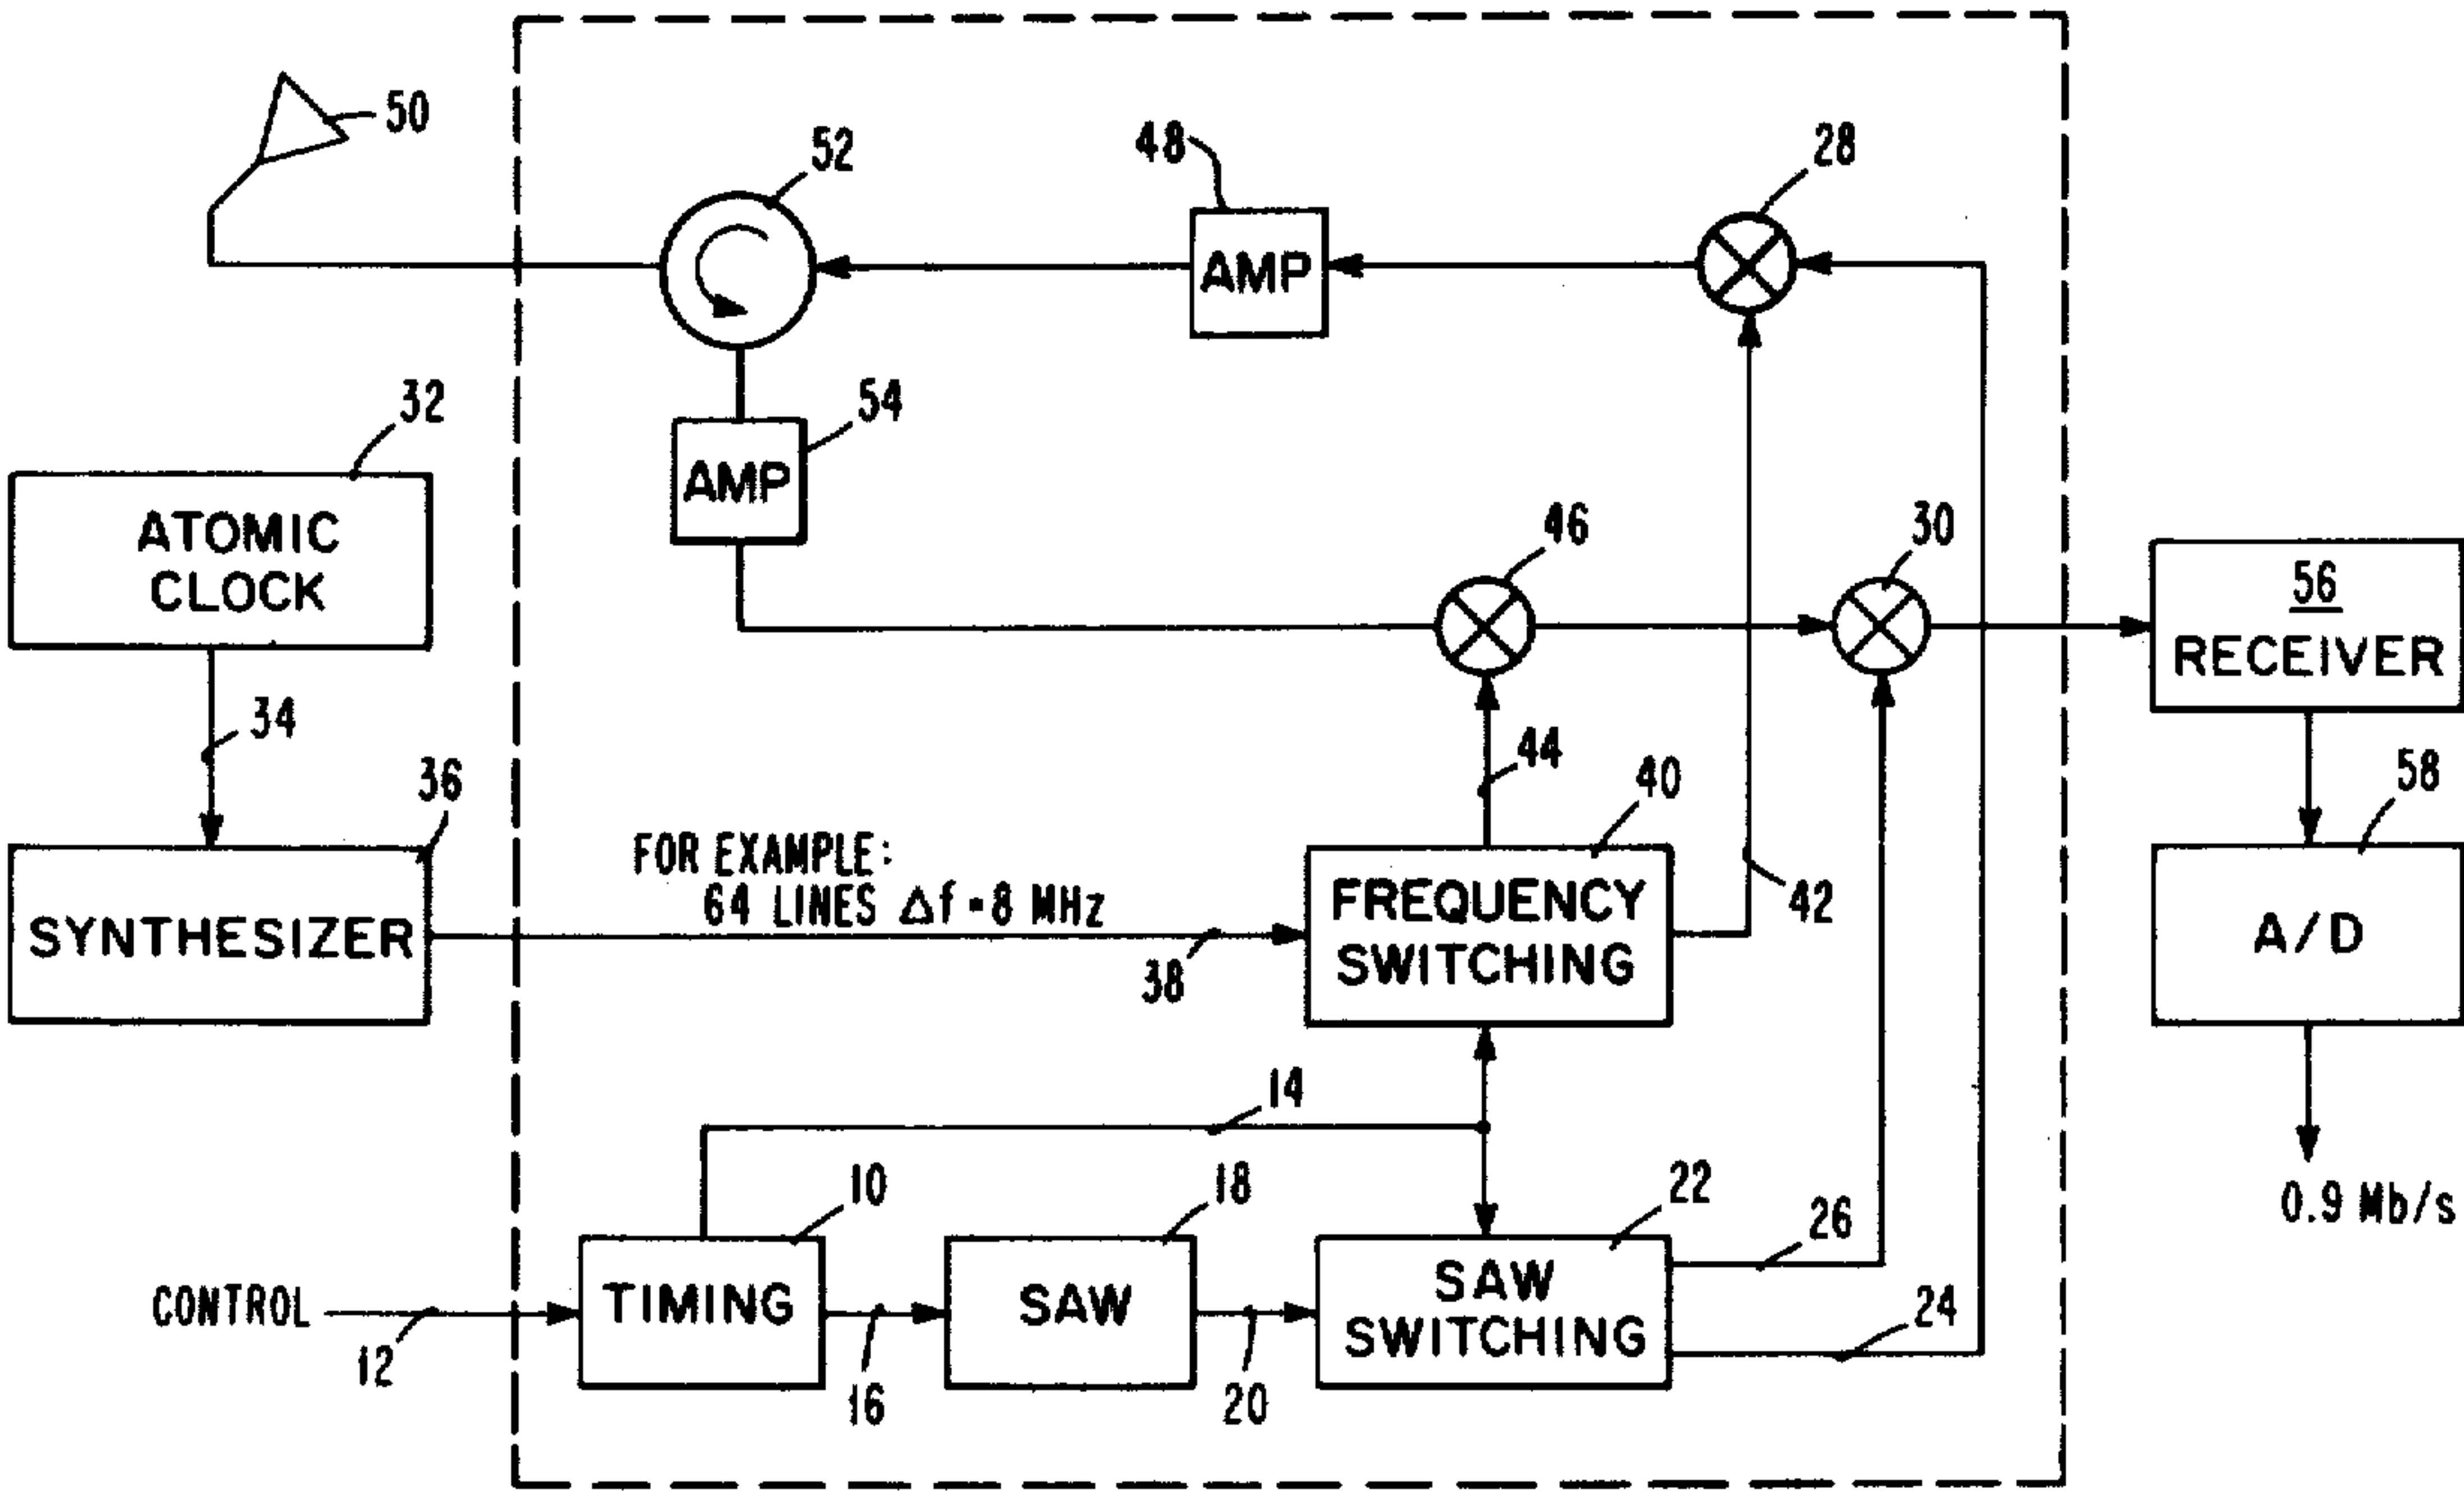 50
52
48
28
AMP
32
54
ATOMIC
CLOCK
AMP
46
30
56
RECEIVER
34
44
36
40
58
SYNTHESIZER
FOR EXAMPLE:
64 LINES Δf=8 MHz
38
FREQUENCY
SWITCHING
42
A/D
14
10
18
22
26
0.9 Mb/s
CONTROL
12
TIMING
16
SAW
20
SAW
SWITCHING
24